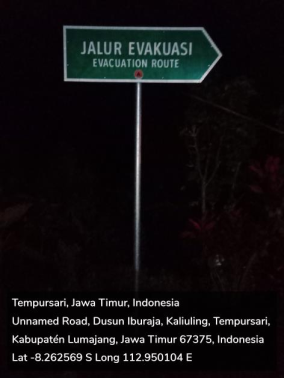 JALUR EVAKUASI
EVACUATION ROUTE
Tempursari, Jawa Timur, Indonesia
Unnamed Road, Dusun Iburaja, Kaliuling, Tempursari,
Kabupatén Lumajang, Jawa Timur 67375, Indonesia
Lat -8.262569 S Long 112.950104 E